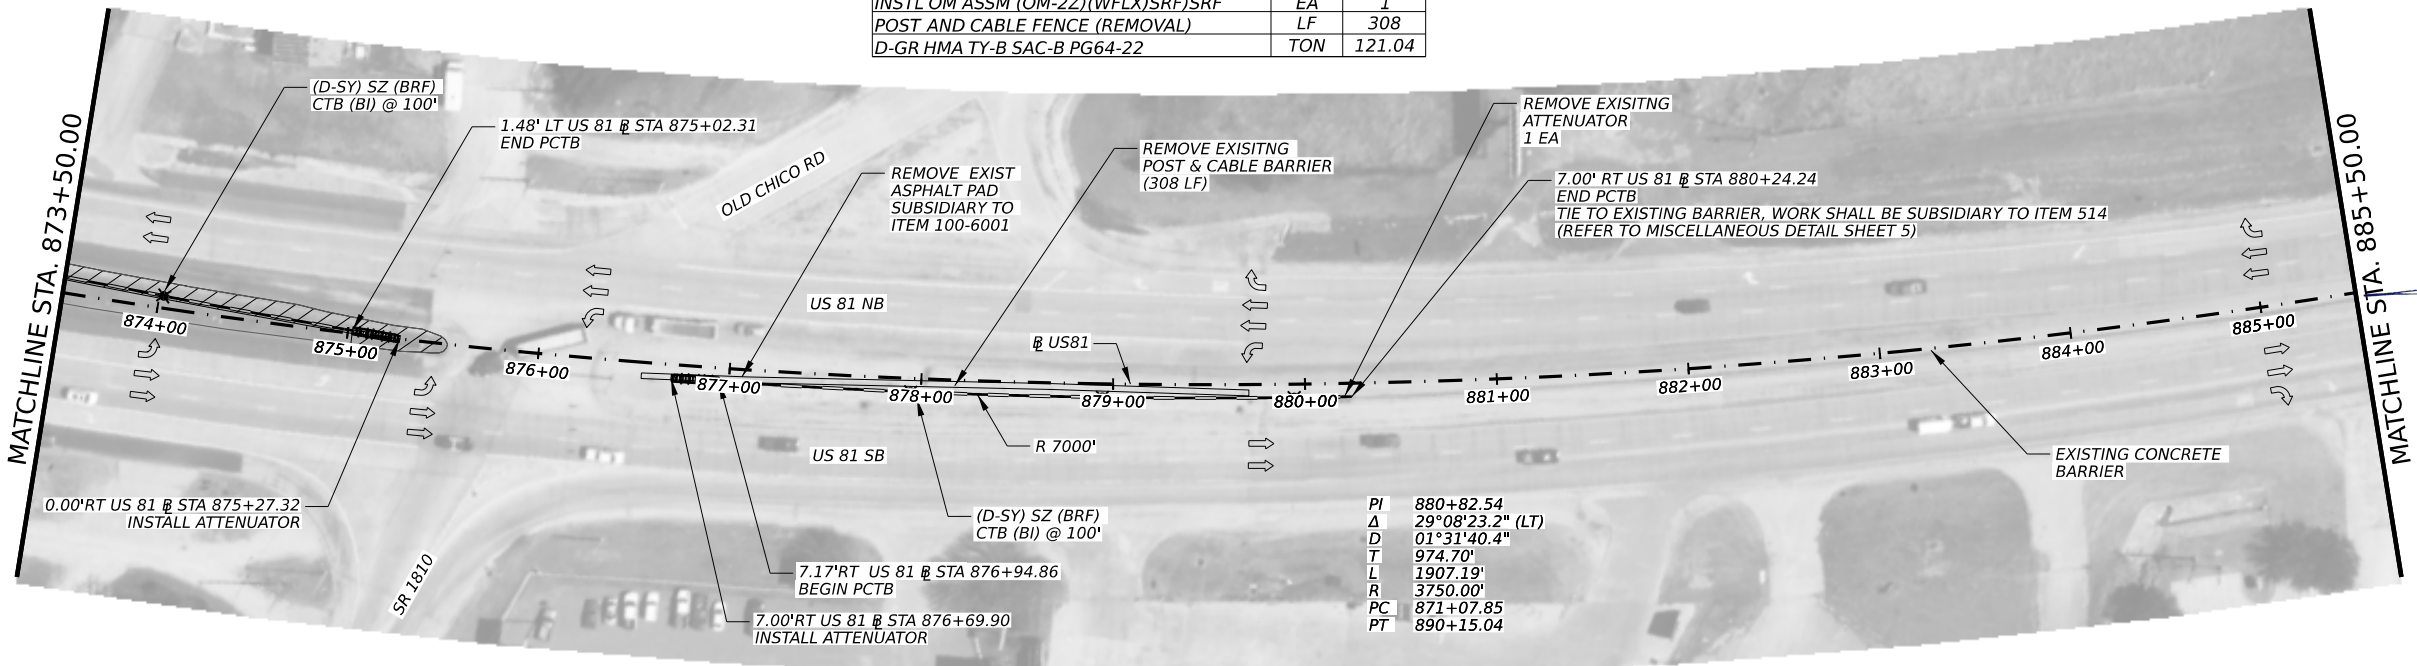 INSTL OM ASSM (OM-2Z)(WFLX)SRF)SRF EA 1
POST AND CABLE FENCE (REMOVAL) LF 308
D-GR HMA TY-B SAC-B PG64-22 TON 121.04
MATCHLINE STA. 873+50.00
(D-SY) SZ (BRF)
CTB (BI) @ 100'
1.48' LT US 81 BL STA 875+02.31
END PCTB
OLD CHICO RD
REMOVE EXIST
ASPHALT PAD
SUBSIDIARY TO
ITEM 100-6001
REMOVE EXISITNG
POST & CABLE BARRIER
(308 LF)
REMOVE EXISITNG
ATTENUATOR
1 EA
7.00' RT US 81 BL STA 880+24.24
END PCTB
TIE TO EXISTING BARRIER, WORK SHALL BE SUBSIDIARY TO ITEM 514
(REFER TO MISCELLANEOUS DETAIL SHEET 5)
MATCHLINE STA. 885+50.00
US 81 NB
BL US81
874+00
875+00
876+00
877+00
878+00
879+00
880+00
881+00
882+00
883+00
884+00
885+00
R 7000'
US 81 SB
EXISTING CONCRETE
BARRIER
0.00'RT US 81 BL STA 875+27.32
INSTALL ATTENUATOR
(D-SY) SZ (BRF)
CTB (BI) @ 100'
SR 1810
7.17'RT US 81 BL STA 876+94.86
BEGIN PCTB
7.00'RT US 81 BL STA 876+69.90
INSTALL ATTENUATOR
PI 880+82.54
Δ 29°08'23.2" (LT)
D 01°31'40.4"
T 974.70'
L 1907.19'
R 3750.00'
PC 871+07.85
PT 890+15.04